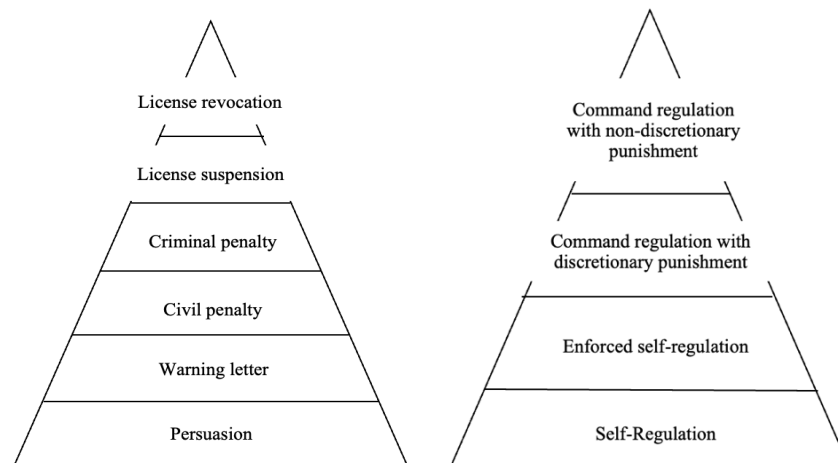 License revocation
License suspension
Criminal penalty
Civil penalty
Warning letter
Persuasion
Command regulation
with non-discretionary
punishment
Command regulation with
discretionary punishment
Enforced self-regulation
Self-Regulation